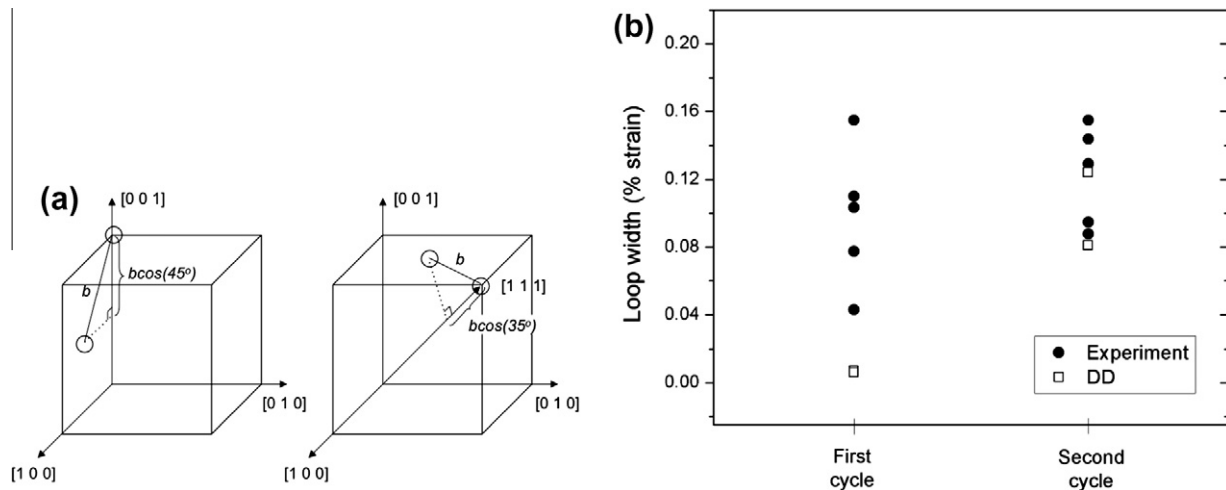 (a)
[0 0 1]
b
bcos(45°)
[0 1 0]
[1 0 0]
[0 0 1]
b
[1 1 1]
bcos(35°)
[0 1 0]
[1 0 0]
(b)
Loop width (% strain)
0.20
0.16
0.12
0.08
0.04
0.00
Experiment
DD
First
cycle
Second
cycle